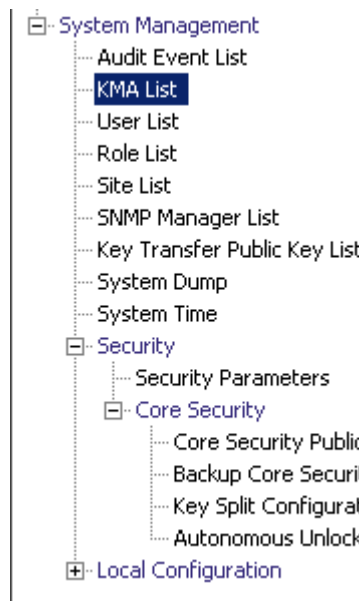 System Management
Audit Event List
KMA List
User List
Role List
Site List
SNMP Manager List
Key Transfer Public Key List
System Dump
System Time
Security
Security Parameters
Core Security
Core Security Public
Backup Core
Key Split
Autonomous Unlock
Local Configuration